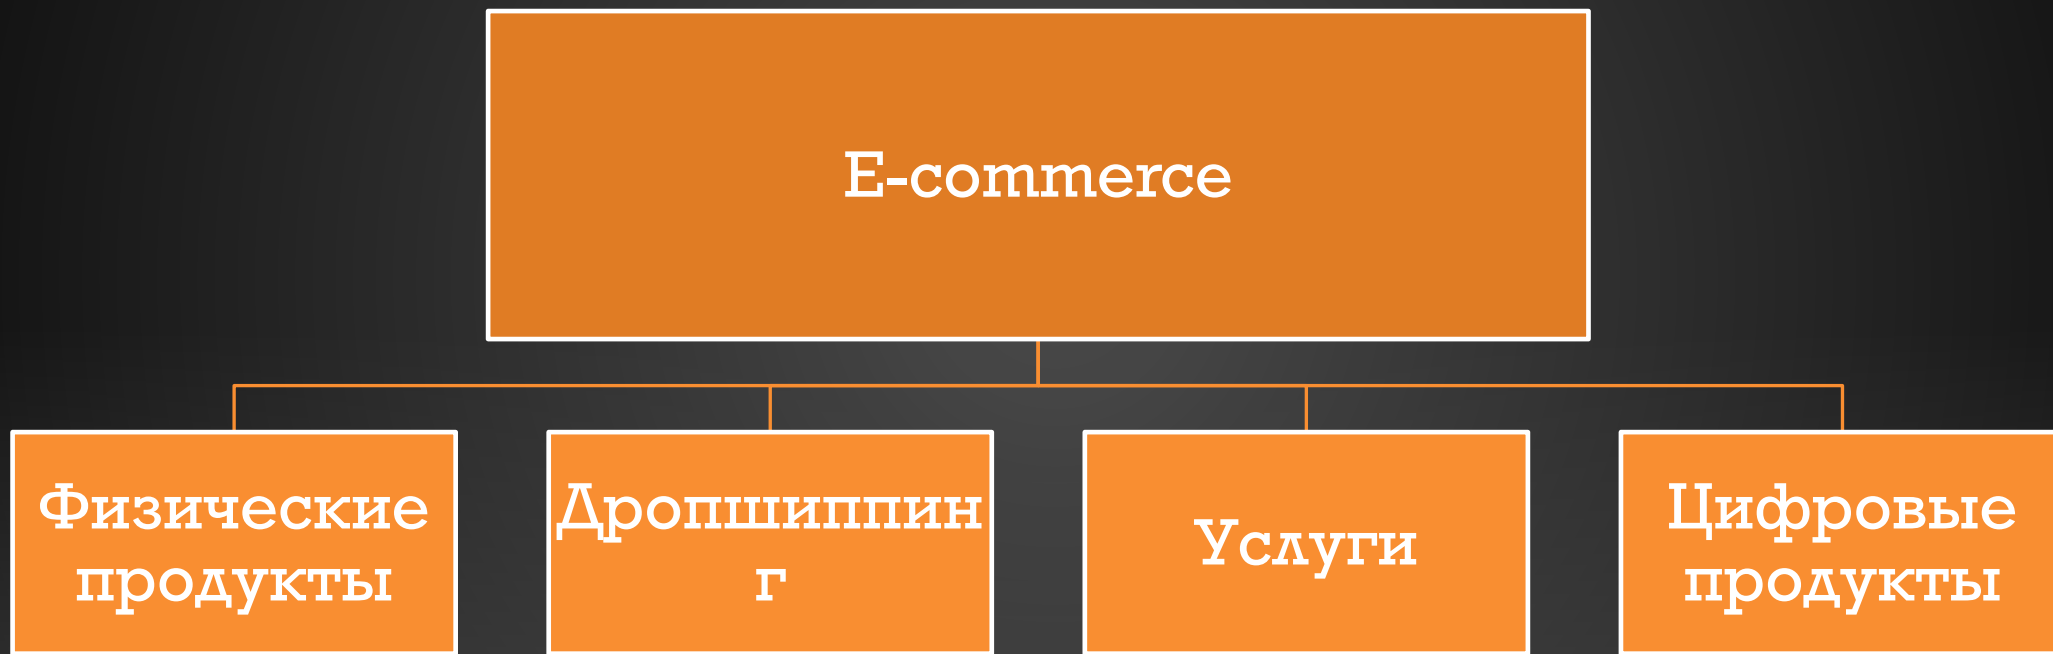 E-commerce
Физические
продукты
Дропшиппин
г
Услуги
Цифровые
продукты